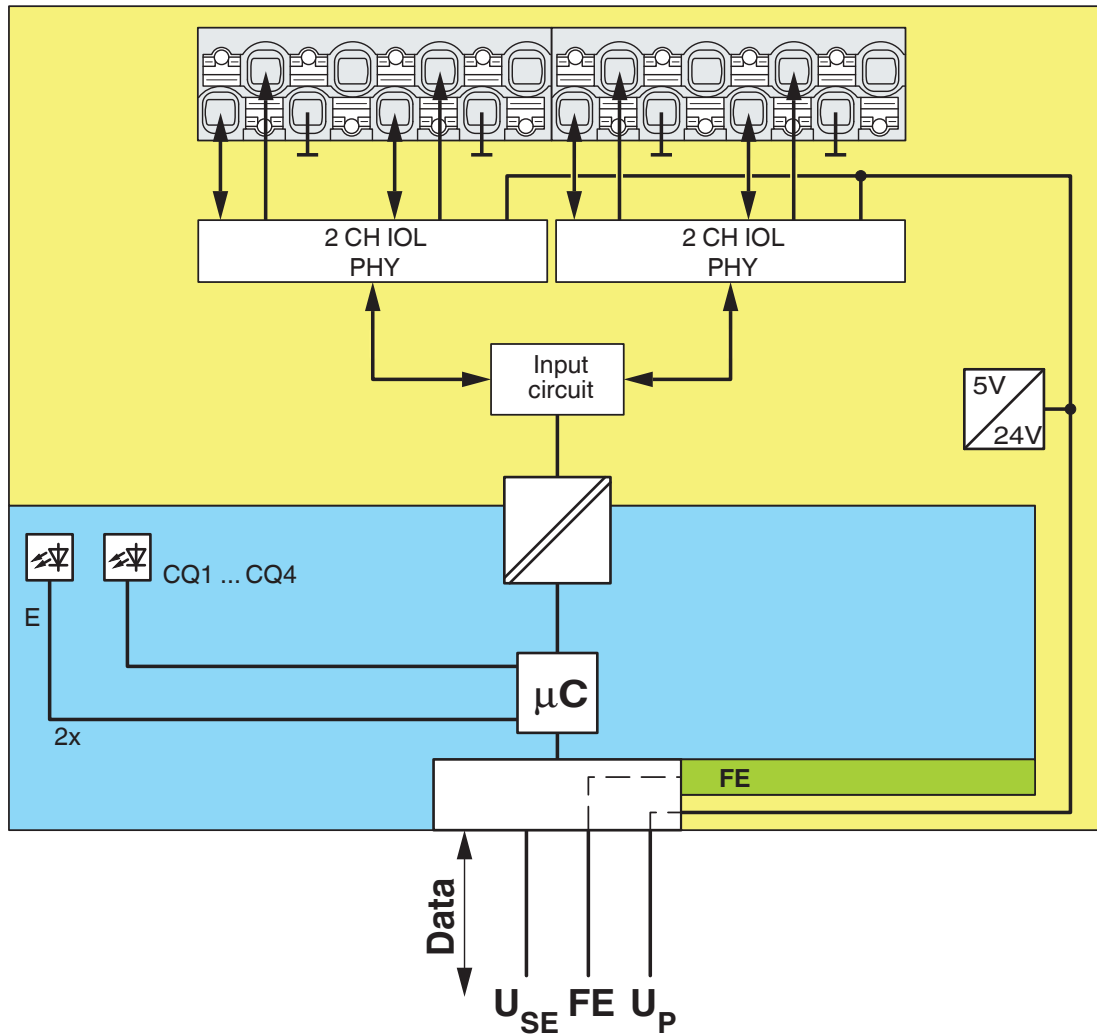 2 CH IOL
PHY
2 CH IOL
PHY
Input
circuit
5V
24V
CQ1 ... CQ4
E
µC
2x
FE
Data
USE FE UP